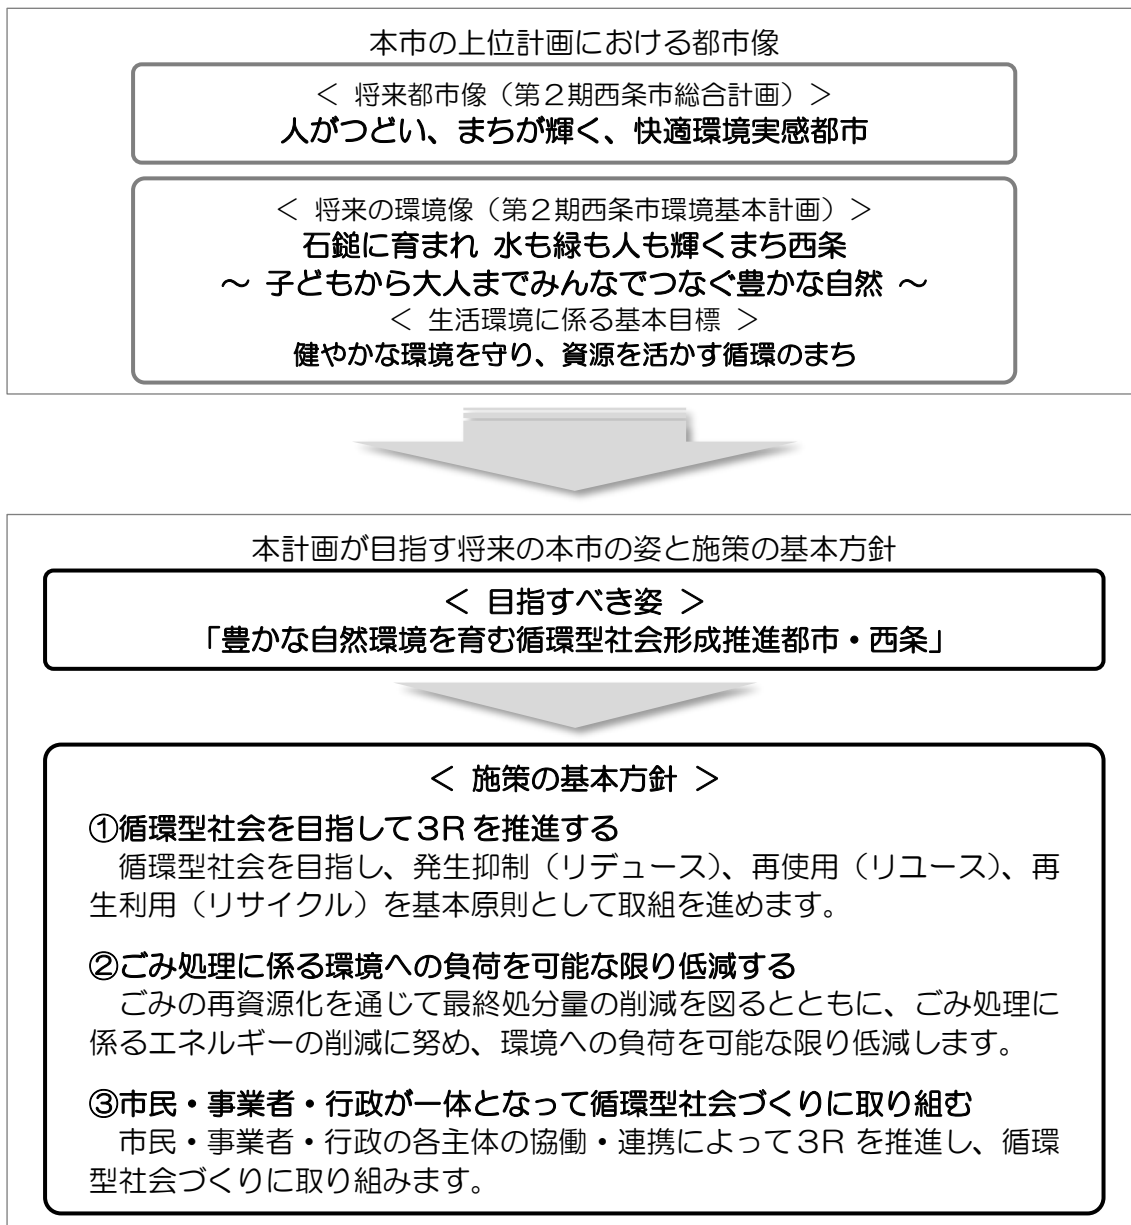 本市の上位計画における都市像
＜ 将来都市像（第２期西条市総合計画）＞
人がつどい、まちが輝く、快適環境実感都市
＜ 将来の環境像（第２期西条市環境基本計画）＞
石鎚に育まれ 水も緑も人も輝くまち西条
～ 子どもから大人までみんなでつなぐ豊かな自然 ～
＜ 生活環境に係る基本目標 ＞
健やかな環境を守り、資源を活かす循環のまち
本計画が目指す将来の本市の姿と施策の基本方針
＜ 目指すべき姿 ＞
「豊かな自然環境を育む循環型社会形成推進都市・西条」
＜ 施策の基本方針 ＞
①循環型社会を目指して３Rを推進する
循環型社会を目指し、発生抑制（リデュース）、再使用（リユース）、再
生利用（リサイクル）を基本原則として取組を進めます。
②ごみ処理に係る環境への負荷を可能な限り低減する
ごみの再資源化を通じて最終処分量の削減を図るとともに、ごみ処理に
係るエネルギーの削減に努め、環境への負荷を可能な限り低減します。
③市民・事業者・行政が一体となって循環型社会づくりに取り組む
市民・事業者・行政の各主体の協働・連携によって３Rを推進し、循環
型社会づくりに取り組みます。